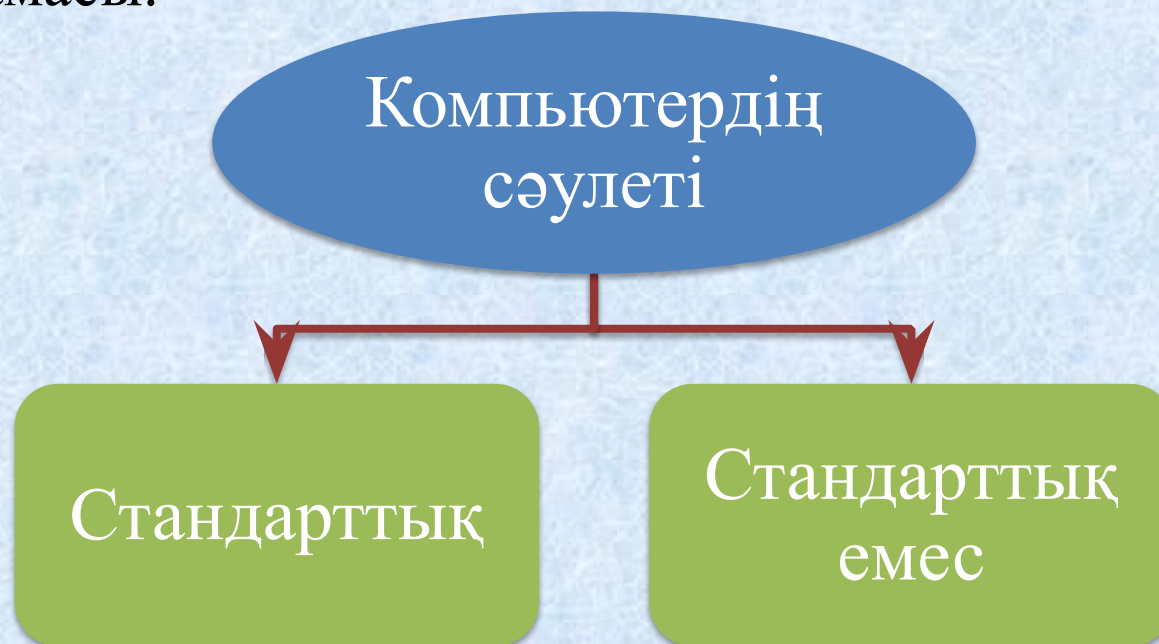 Компьютердің
сәулеті
Стандарттық
Стандарттық
емес